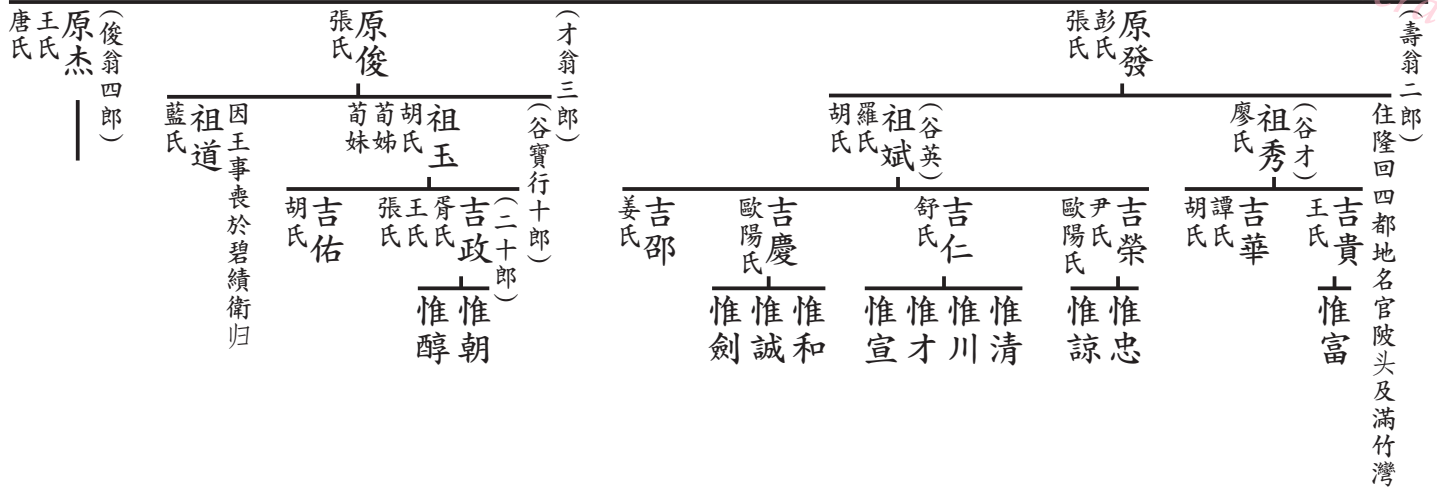 原發
（壽翁二郎）
住隆回四都地名官陂头及滿竹灣
彭氏
張氏
祖秀
（谷才）
廖氏
吉貴
王氏
惟富
吉華
譚氏
胡氏
祖斌
（谷英）
羅氏
胡氏
吉榮
尹氏
歐陽氏
惟忠
惟諒
吉仁
舒氏
惟清
惟川
惟才
惟宣
吉慶
歐陽氏
惟和
惟誠
惟劍
吉邵
姜氏
原俊
（才翁三郎）
張氏
祖玉
（谷寶行十郎）
胡氏
荀姊
荀妹
吉政
（二十郎）
胥氏
王氏
張氏
惟朝
惟醇
吉佑
胡氏
祖道
因王事喪於碧績衛归
藍氏
原杰
（俊翁四郎）
王氏
唐氏